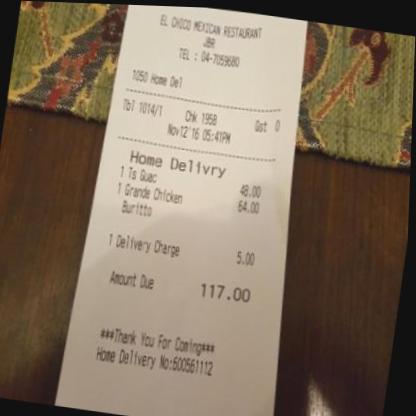 EL CHICO MEXICAN RESTAURANT
JBR
TEL : 04-7059680
1050 Home Del
Tbl 1014/1 Chk 1958 Gst 0
Nov12'16 05:41PM
Home Delivry
1 Ts Guac 48.00
1 Grande Chicken 64.00
Buritto
1 Delivery Charge 5.00
Amount Due 117.00
***Thank You For Coming***
Home Delivery No:600561112